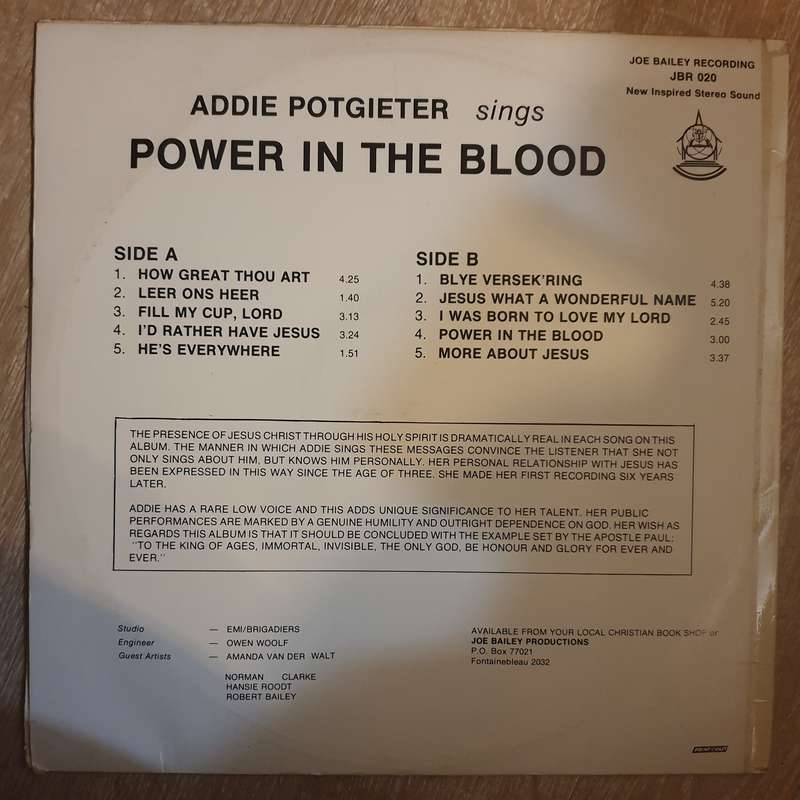 JOE BAILEY RECORDING
JBR 020
New Inspired Stereo Sound
ADDIE POTGIETER sings
POWER IN THE BLOOD
SIDE A
1. HOW GREAT THOU ART 4.25
2. LEER ONS HEER 1.40
3. FILL MY CUP, LORD 3.13
4. I'D RATHER HAVE JESUS 3.24
5. HE'S EVERYWHERE 1.51
SIDE B
1. BLYE VERSEK'RING 4.38
2. JESUS WHAT A WONDERFUL NAME 5.20
3. I WAS BORN TO LOVE MY LORD 2.45
4. POWER IN THE BLOOD 3.00
5. MORE ABOUT JESUS 3.37
THE PRESENCE OF JESUS CHRIST THROUGH HIS HOLY SPIRIT IS DRAMATICALLY REAL IN EACH SONG ON THIS
ALBUM. THE MANNER IN WHICH ADDIE SINGS THESE MESSAGES CONVINCE THE LISTENER THAT SHE NOT
ONLY SINGS ABOUT HIM, BUT KNOWS HIM PERSONALLY. HER PERSONAL RELATIONSHIP WITH JESUS HAS
BEEN EXPRESSED IN THIS WAY SINCE THE AGE OF THREE. SHE MADE HER FIRST RECORDING SIX YEARS
LATER.
ADDIE HAS A RARE LOW VOICE AND THIS ADDS UNIQUE SIGNIFICANCE TO HER TALENT. HER PUBLIC
PERFORMANCES ARE MARKED BY A GENUINE HUMILITY AND OUTRIGHT DEPENDENCE ON GOD. HER WISH AS
REGARDS THIS ALBUM IS THAT IT SHOULD BE CONCLUDED WITH THE EXAMPLE SET BY THE APOSTLE PAUL:
"TO THE KING OF AGES, IMMORTAL, INVISIBLE, THE ONLY GOD, BE HONOUR AND GLORY FOR EVER AND
EVER."
Studio — EMI/BRIGADIERS
Engineer — OWEN WOOLF
Guest Artists — AMANDA VAN DER WALT
NORMAN CLARKE
HANSIE ROODT
ROBERT BAILEY
AVAILABLE FROM YOUR LOCAL CHRISTIAN BOOK SHOP or
JOE BAILEY PRODUCTIONS
P.O. Box 77021
Fontainebleau 2032